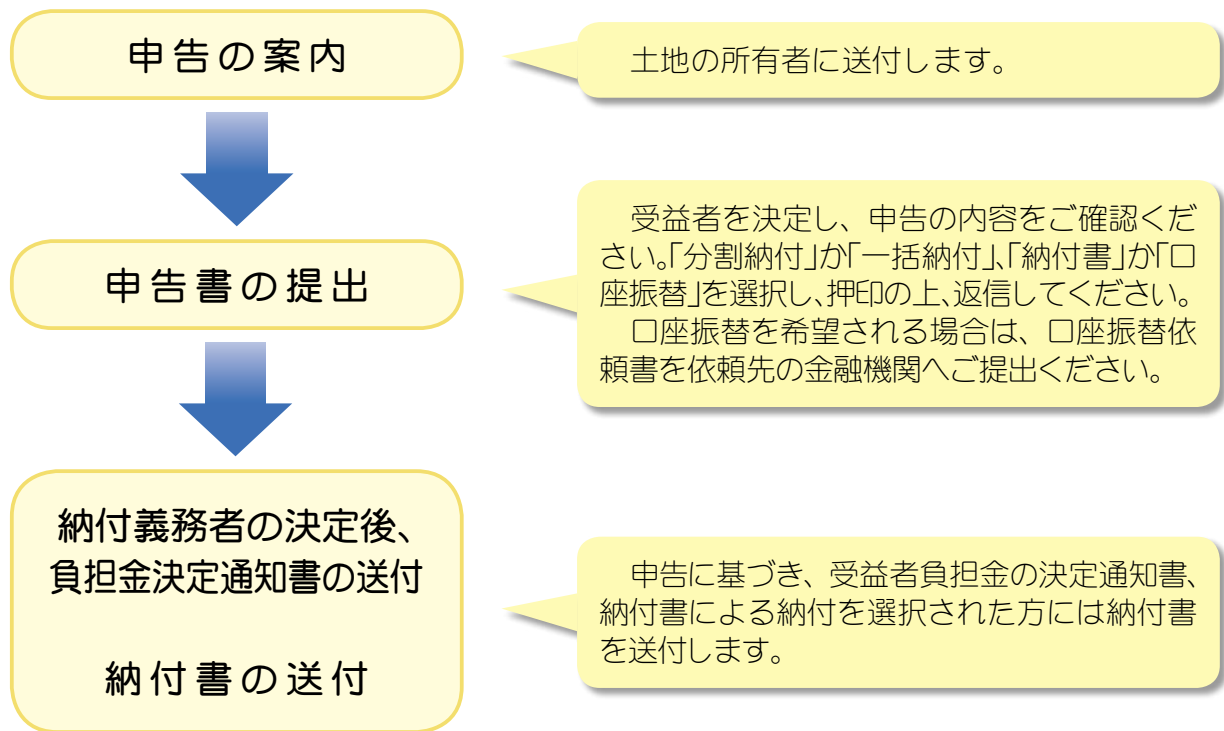 申告の案内
土地の所有者に送付します。
申告書の提出
受益者を決定し、申告の内容をご確認くだ
さい。「分割納付」か「一括納付」、「納付書」か「口
座振替」を選択し、押印の上、返信してください。
口座振替を希望される場合は、口座振替依
頼書を依頼先の金融機関へご提出ください。
納付義務者の決定後、
負担金決定通知書の送付
納付書の送付
申告に基づき、受益者負担金の決定通知書、
納付書による納付を選択された方には納付書
を送付します。